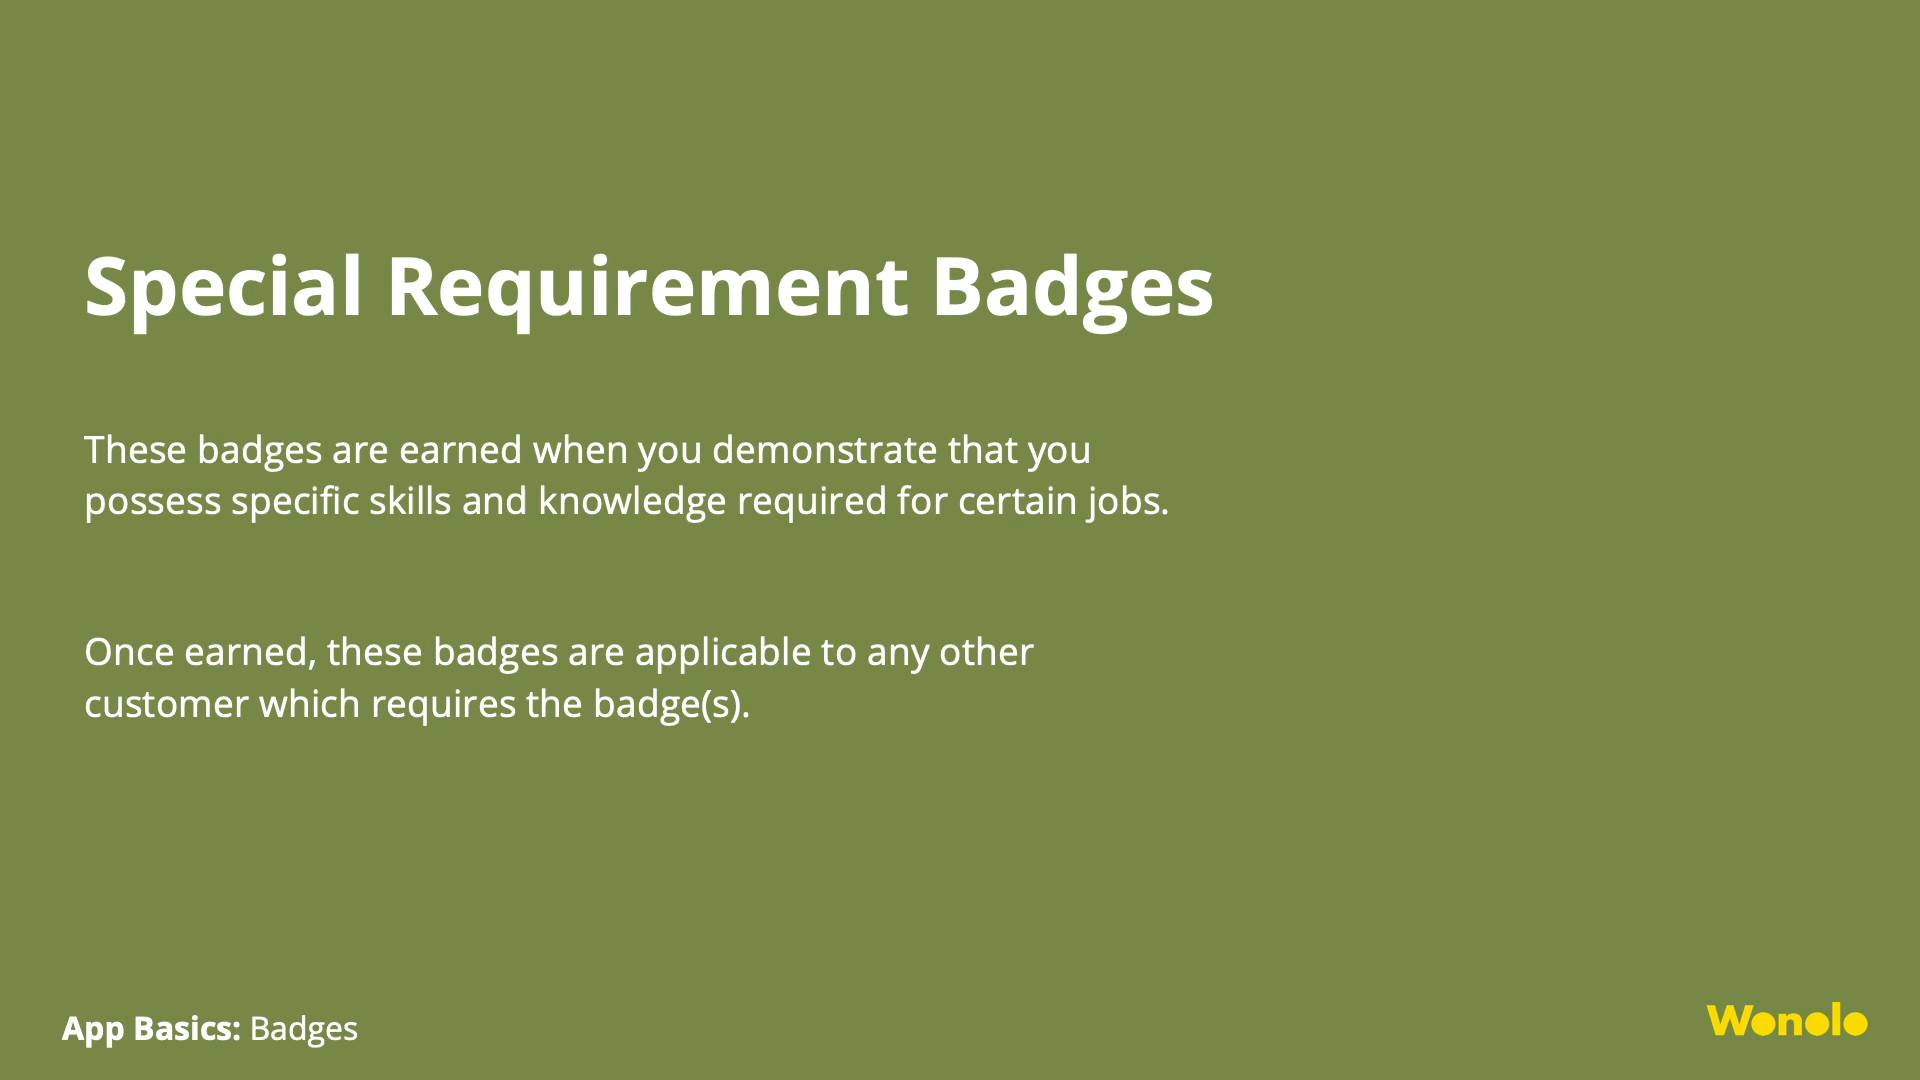 Special Requirement Badges
These badges are earned when you demonstrate that you
possess specific skills and knowledge required for certain jobs.
Once earned, these badges are applicable to any other
customer which requires the badge(s).
App Basics: Badges
Wonolo